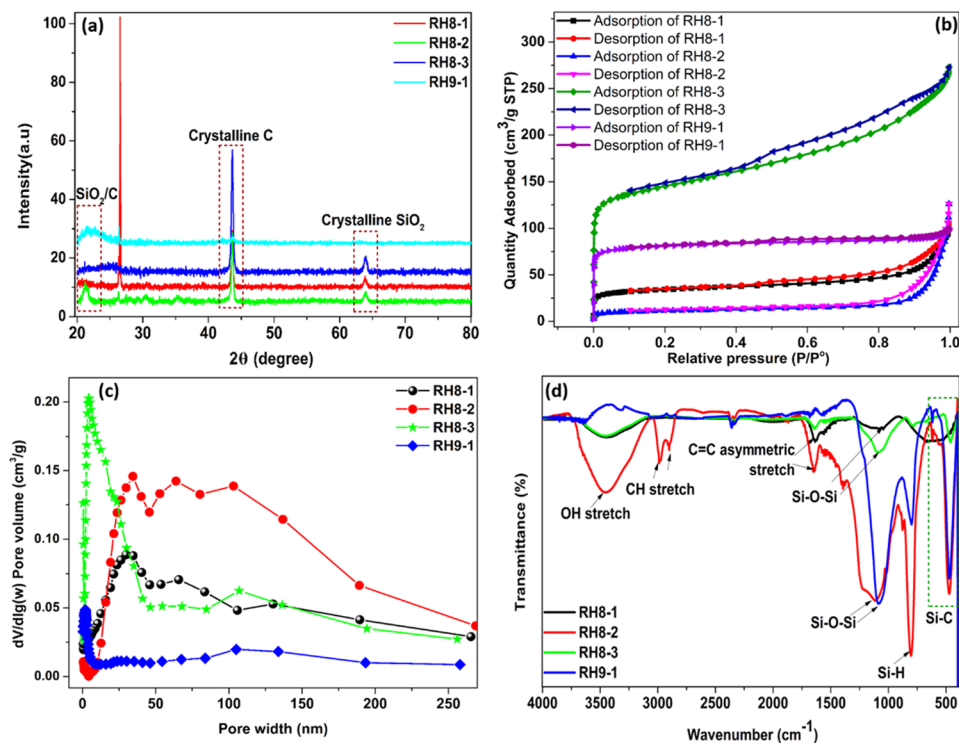 (a)
RH8-1
RH8-2
RH8-3
RH9-1
Crystalline C
SiO2/C
Crystalline SiO2
Intensity(a.u)
100
80
60
40
20
0
20 30 40 50 60 70 80
2θ (degree)
(b)
Adsorption of RH8-1
Desorption of RH8-1
Adsorption of RH8-2
Desorption of RH8-2
Adsorption of RH8-3
Desorption of RH8-3
Adsorption of RH9-1
Desorption of RH9-1
Quantity Adsorbed (cm3/g STP)
300
250
200
150
100
50
0
0.0 0.2 0.4 0.6 0.8 1.0
Relative pressure (P/Po)
(c)
RH8-1
RH8-2
RH8-3
RH9-1
dV/dlg(w) Pore volume (cm3/g)
0.20
0.15
0.10
0.05
0.00
0 50 100 150 200 250
Pore width (nm)
(d)
C=C asymmetric
stretch
CH stretch
OH stretch
Si-O-Si
Si-O-Si
Si-C
Si-H
RH8-1
RH8-2
RH8-3
RH9-1
Transmittance (%)
4000 3500 3000 2500 2000 1500 1000 500
Wavenumber (cm-1)